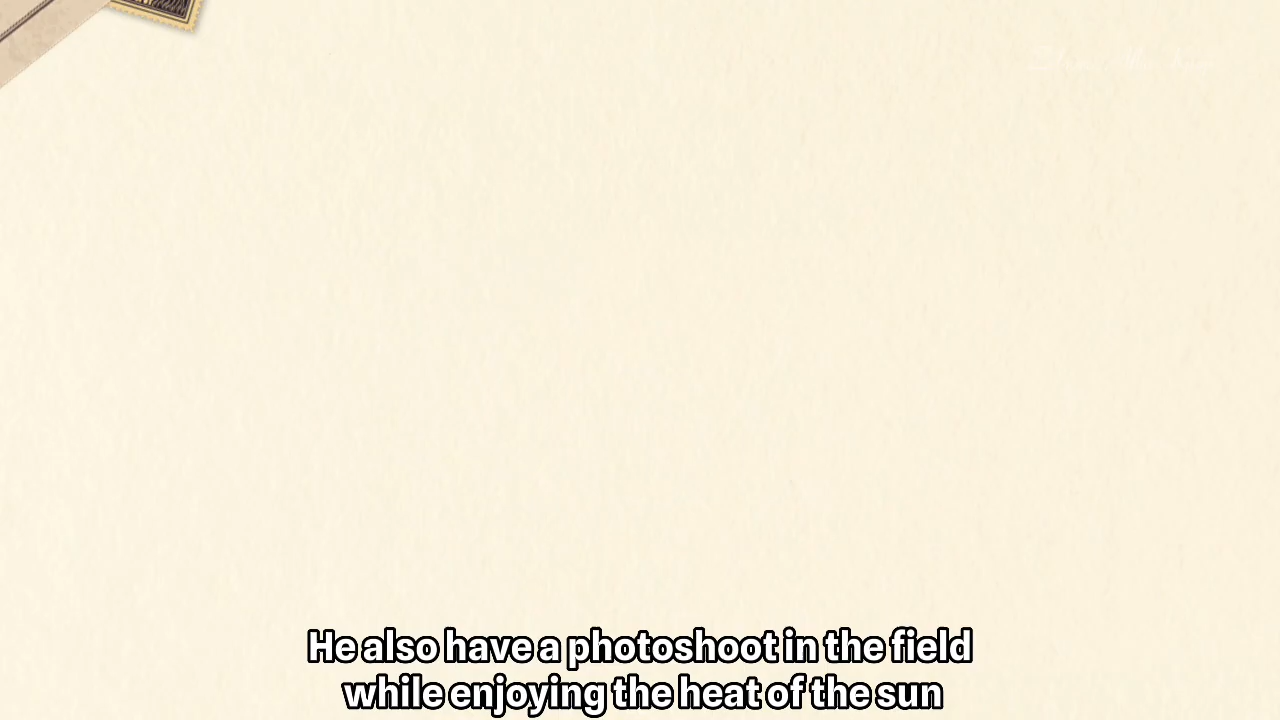 He also have a photoshoot in the field
while enjoying the heat of the sun